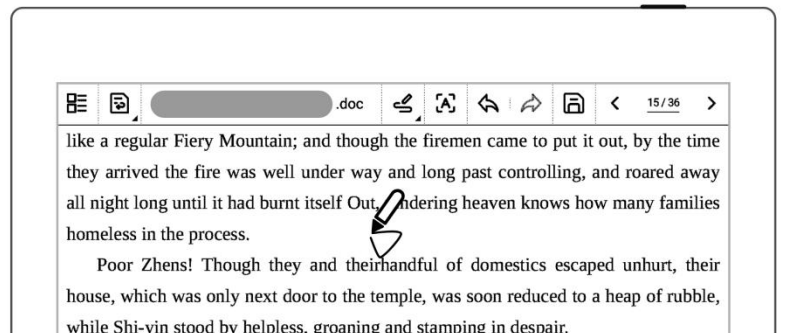 .doc
15/36
like a regular Fiery Mountain; and though the firemen came to put it out, by the time
they arrived the fire was well under way and long past controlling, and roared away
all night long until it had burnt itself Out, heaven knows how many families
homeless in the process.
Poor Zhens! Though they and theirhandful of domestics escaped unhurt, their
house, which was only next door to the temple, was soon reduced to a heap of rubble,
while Shi-yin stood by helpless, groaning and stamping in despair.